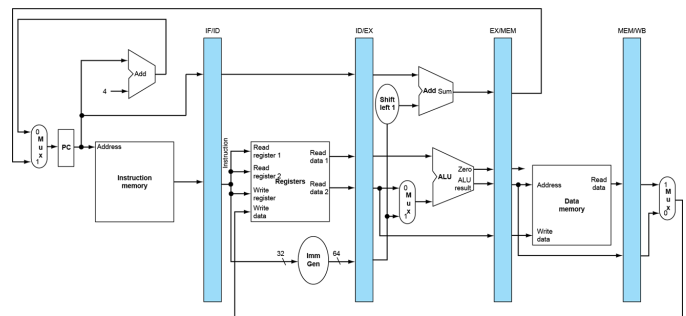 IF/ID
ID/EX
EX/MEM
MEM/WB
Add
4
Add Sum
Shift
left 1
0
M
u
x
1
PC
Address
Instruction
memory
Instruction
Read
register 1
Read
register 2
Write
register
Write
data
Registers
Read
data 1
Read
data 2
0
M
u
x
1
Zero
ALU
ALU
result
Address
Read
data
Data
memory
Write
data
1
M
u
x
0
32
Imm
Gen
64